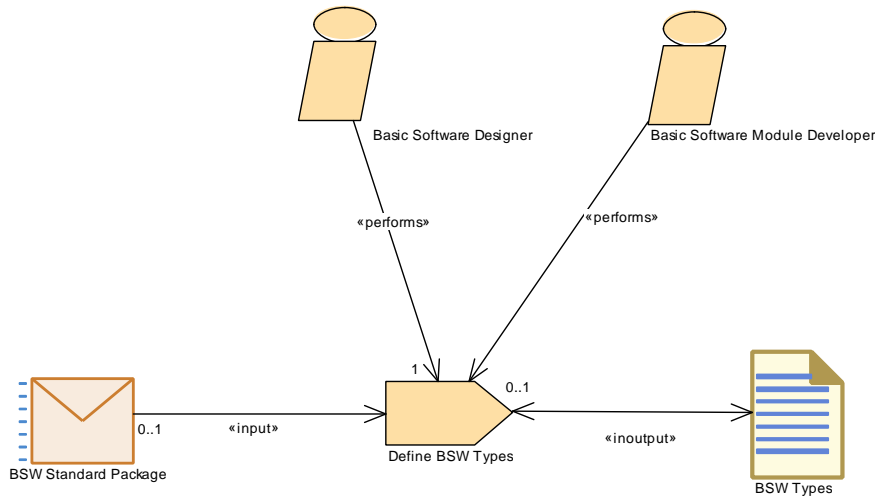 Basic Software Designer
Basic Software Module Developer
«performs»
«performs»
1
0..1
0..1
«input»
«inoutput»
Define BSW Types
BSW Standard Package
BSW Types